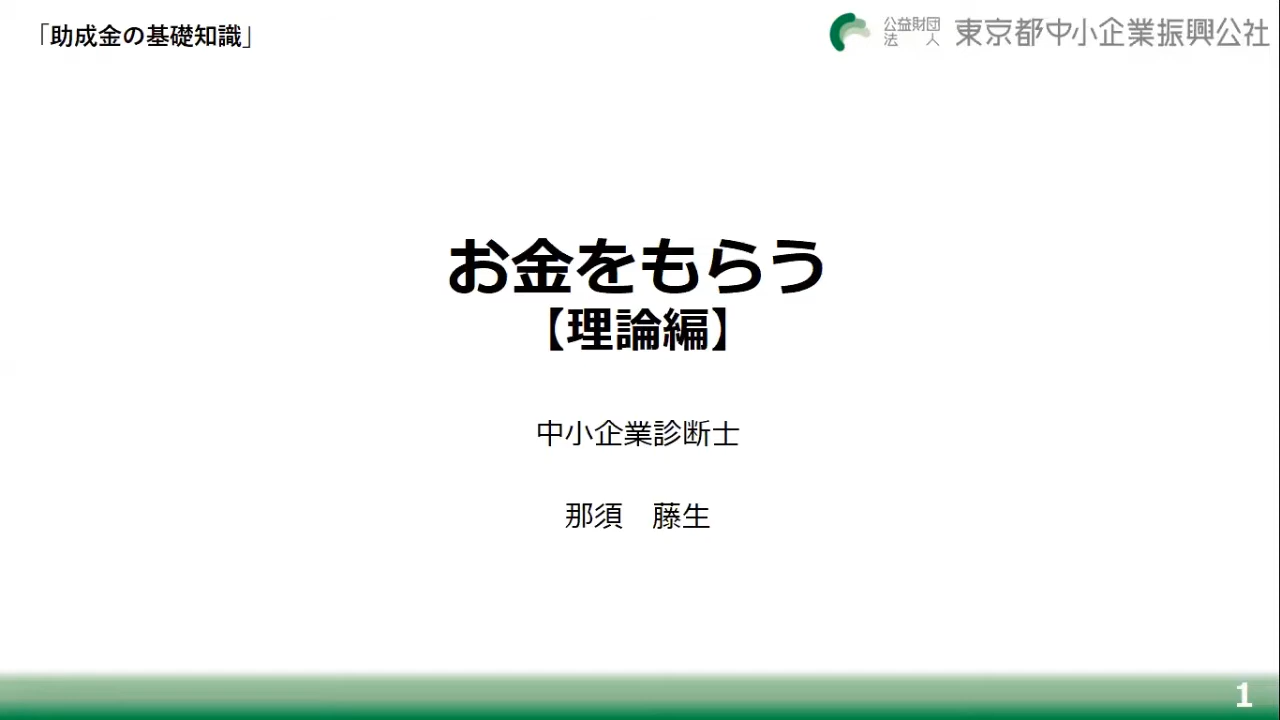 「助成金の基礎知識」
公益財団
法　人
東京都中小企業振興公社
お金をもらう
【理論編】
中小企業診断士
那須　藤生
1